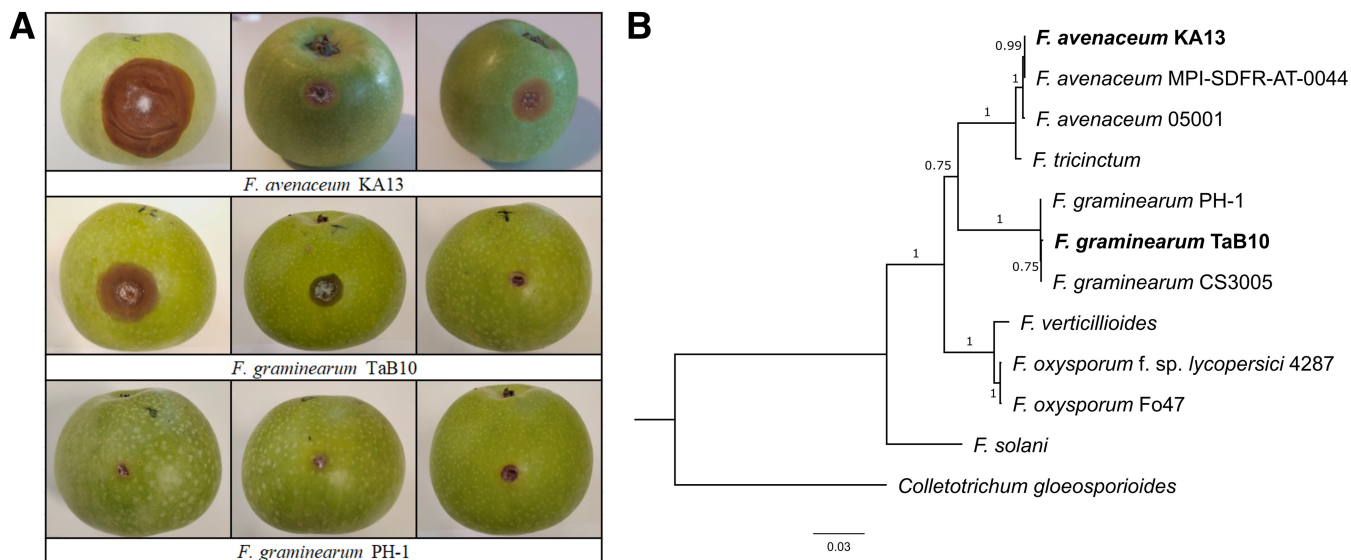 A
F. avenaceum KA13
F. graminearum TaB10
F. graminearum PH-1
B
0.99
F. avenaceum KA13
1
F. avenaceum MPI-SDFR-AT-0044
1
F. avenaceum 05001
0.75
F. tricinctum
1
F. graminearum PH-1
F. graminearum TaB10
1
0.75
F. graminearum CS3005
F. verticillioides
1
F. oxysporum f. sp. lycopersici 4287
1
F. oxysporum Fo47
F. solani
Colletotrichum gloeosporioides
0.03